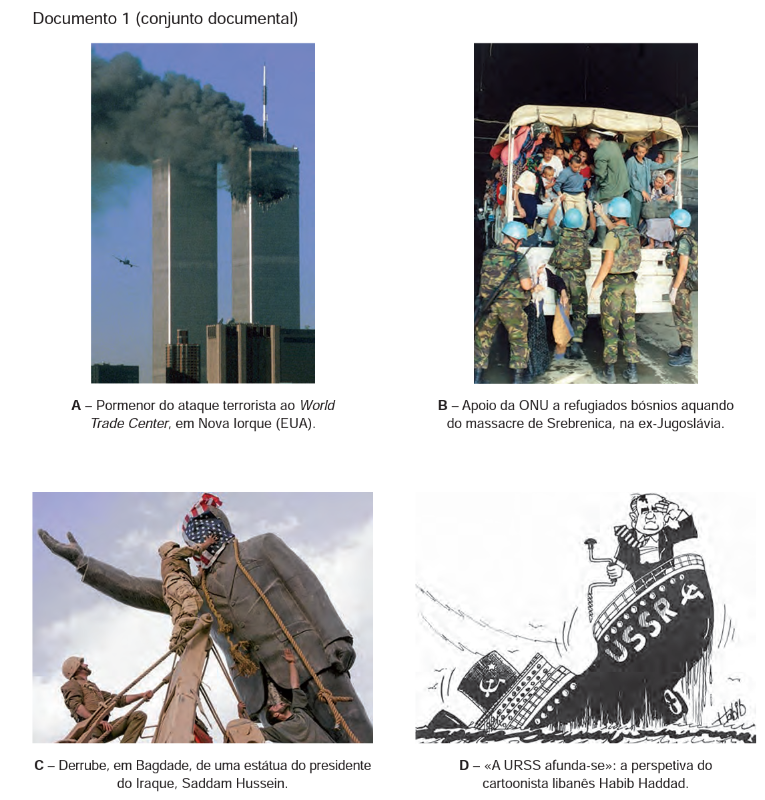 Documento 1 (conjunto documental)
A – Pormenor do ataque terrorista ao World
Trade Center, em Nova Iorque (EUA).
B – Apoio da ONU a refugiados bósnios aquando
do massacre de Srebrenica, na ex-Jugoslávia.
USSR
C – Derrube, em Bagdade, de uma estátua do presidente
do Iraque, Saddam Hussein.
D – «A URSS afunda-se»: a perspetiva do
cartoonista libanês Habib Haddad.